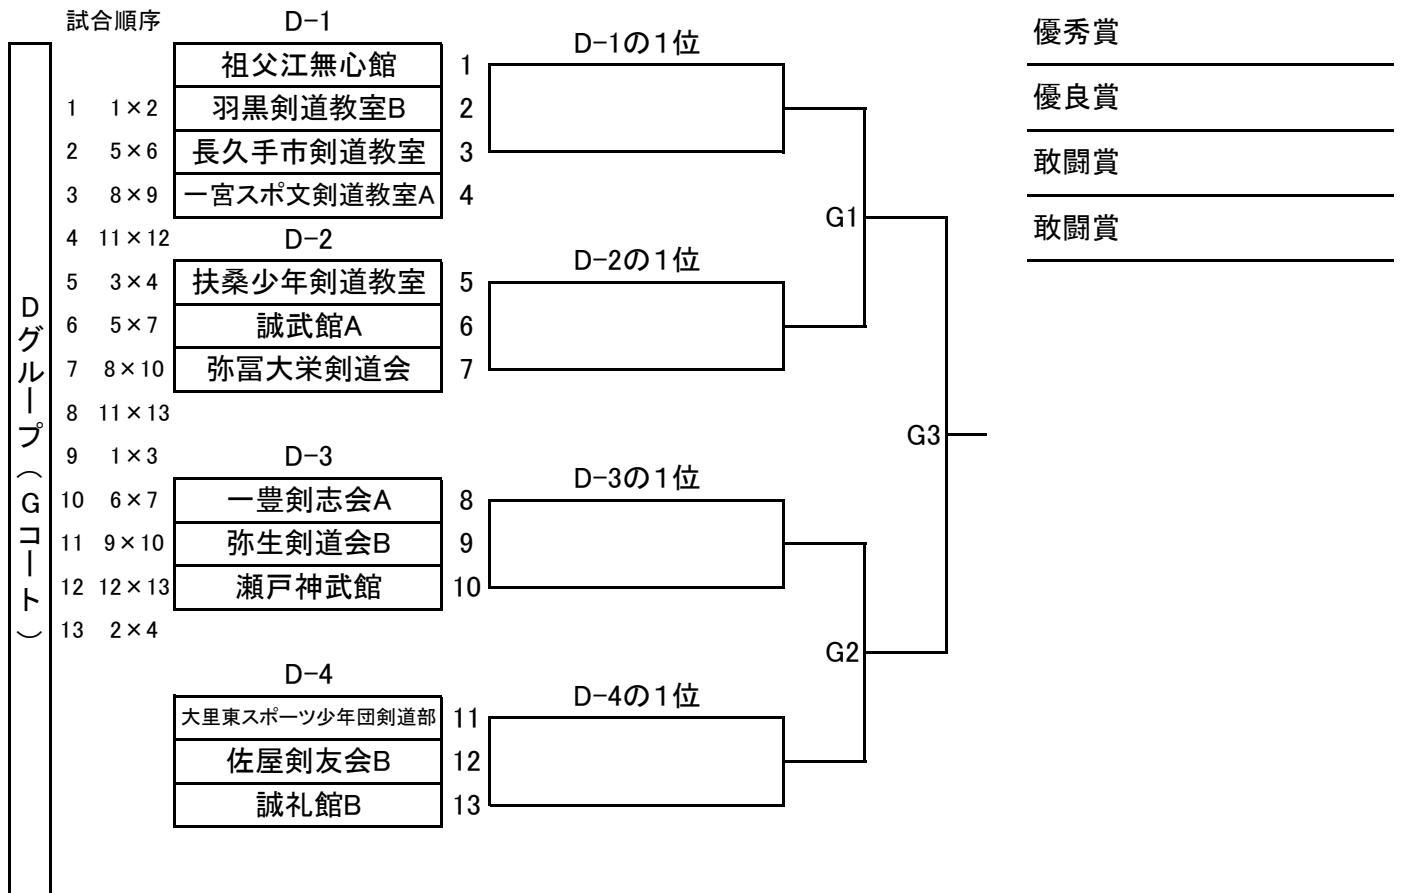 試合順序 D-1
優秀賞
D-1の1位
祖父江無心館 1
1 1×2 羽黒剣道教室B 2
優良賞
2 5×6 長久手市剣道教室 3
敢闘賞
3 8×9 一宮スポ文剣道教室A 4
G1
敢闘賞
4 11×12 D-2
D-2の1位
5 3×4 扶桑少年剣道教室 5
6 5×7 誠武館A 6
7 8×10 弥冨大栄剣道会 7
8 11×13
Dグループ(Gコート)
G3
9 1×3 D-3
D-3の1位
10 6×7 一豊剣志会A 8
11 9×10 弥生剣道会B 9
12 12×13 瀬戸神武館 10
13 2×4
G2
D-4
D-4の1位
大里東スポーツ少年団剣道部 11
佐屋剣友会B 12
誠礼館B 13